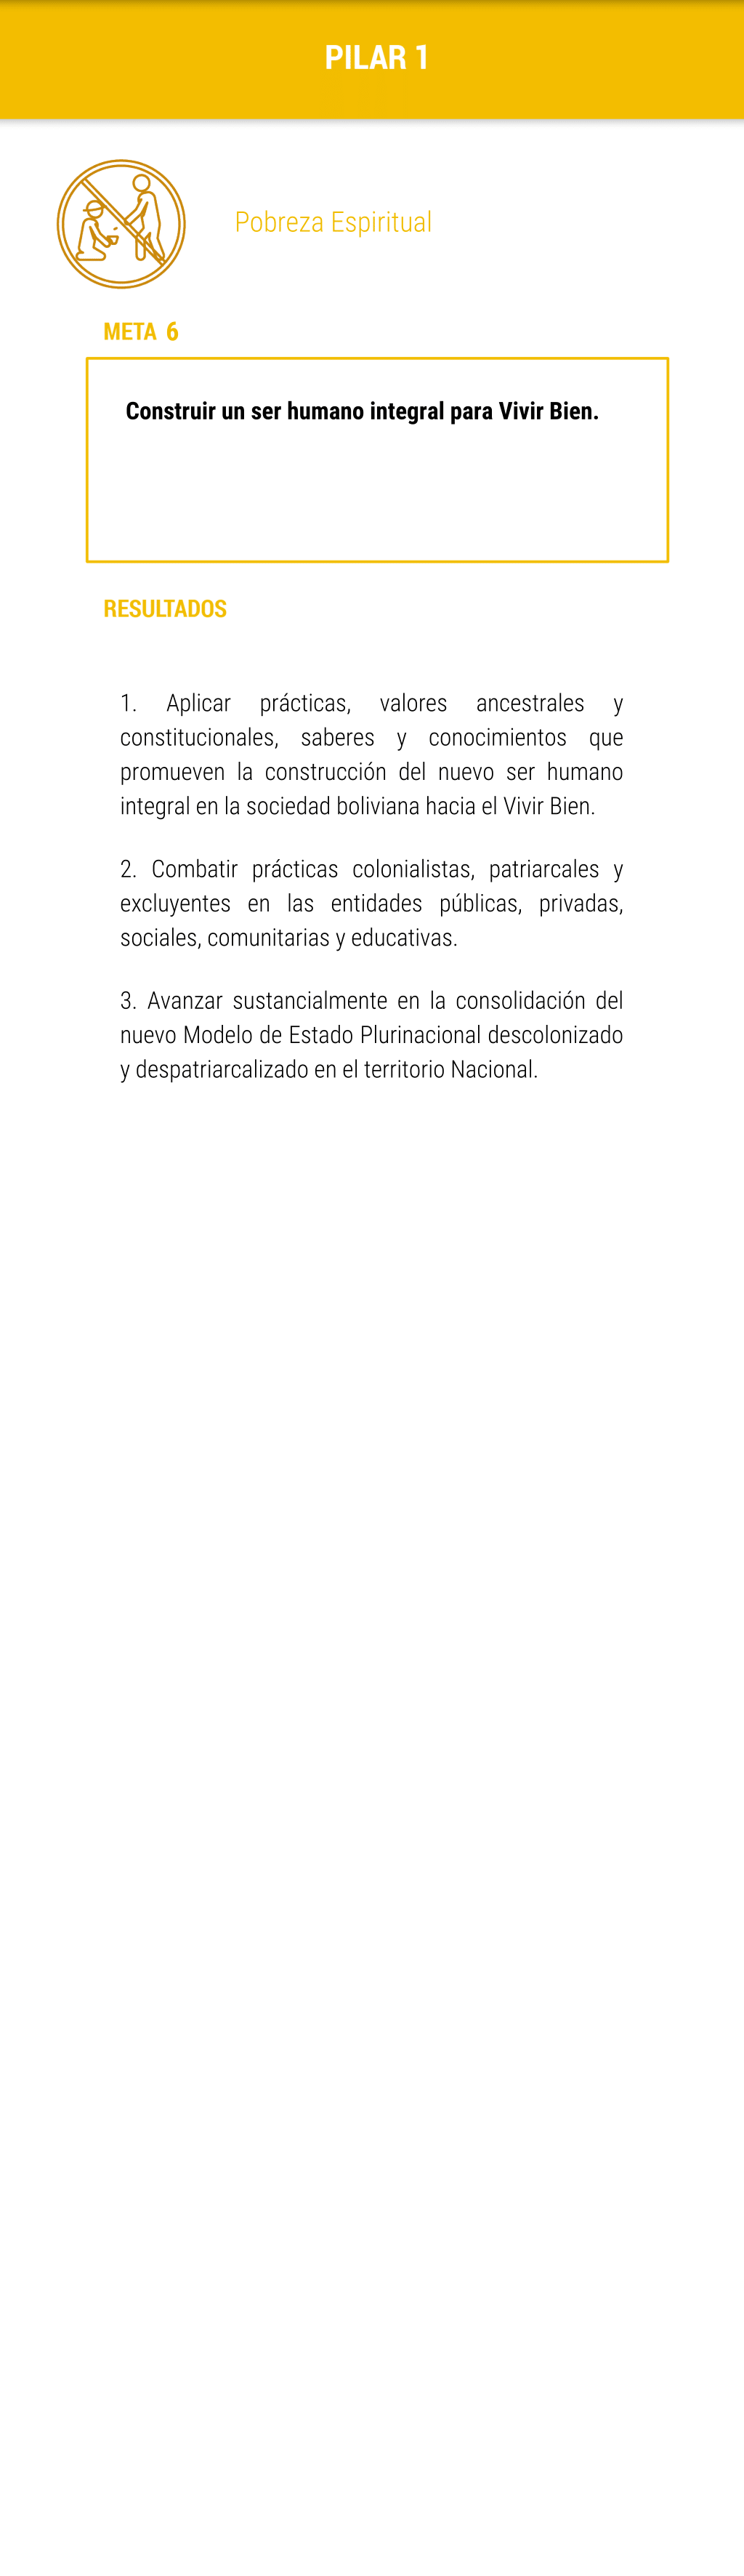 PILAR 1
Pobreza Espiritual
META 6
Construir un ser humano integral para Vivir Bien.
RESULTADOS
1. Aplicar prácticas, valores ancestrales y
constitucionales, saberes y conocimientos que
promueven la construcción del nuevo ser humano
integral en la sociedad boliviana hacia el Vivir Bien.
2. Combatir prácticas colonialistas, patriarcales y
excluyentes en las entidades públicas, privadas,
sociales, comunitarias y educativas.
3. Avanzar sustancialmente en la consolidación del
nuevo Modelo de Estado Plurinacional descolonizado
y despatriarcalizado en el territorio Nacional.